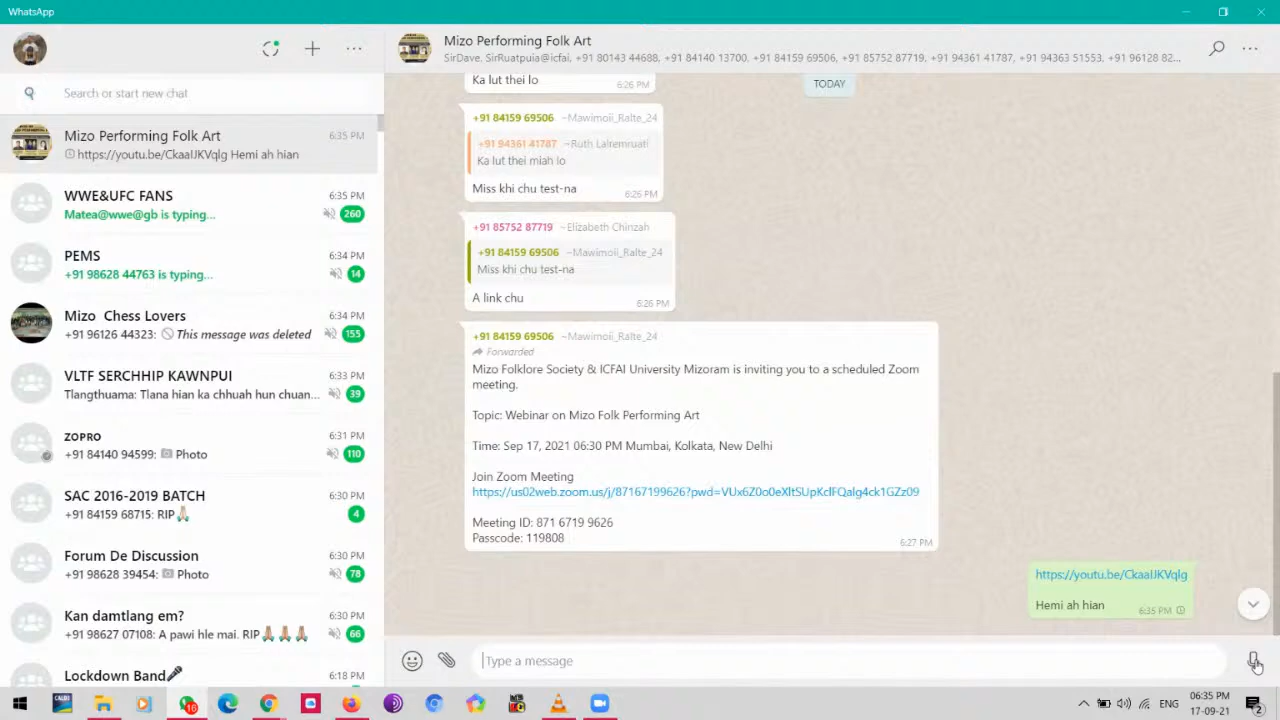 WhatsApp
Search or start new chat
Mizo Performing Folk Art
6:35 PM
https://youtu.be/CkaaIJKVqlg Hemi ah hian
WWE&UFC FANS
6:35 PM
Matea@wwe@gb is typing...
260
PEMS
6:34 PM
+91 98628 44763 is typing...
14
Mizo Chess Lovers
6:34 PM
+91 96126 44323: This message was deleted
155
VLTF SERCHHIP KAWNPUI
6:33 PM
Tlangthuama: Tlana hian ka chhuah hun chuan...
39
ZOPRO
6:31 PM
+91 84140 94599: Photo
110
SAC 2016-2019 BATCH
6:30 PM
+91 84159 68715: RIP🙏🏼
4
Forum De Discussion
6:30 PM
+91 98628 39454: Photo
78
Kan damtlang em?
6:30 PM
+91 98627 07108: A pawi hle mai. RIP🙏🏼🙏🏼🙏🏼
66
Lockdown Band🎤
6:18 PM
Mizo Performing Folk Art
SirDave, SirRuatpuia@icfai, +91 80143 44688, +91 84140 13700, +91 84159 69506, +91 85752 87719, +91 94361 41787, +91 94363 51553, +91 96128 82...
TODAY
Ka lut thei lo
6:26 PM
+91 84159 69506 ~Mawimoii_Ralte_24
+91 94361 41787 ~Ruth Lalremruati
Ka lut thei miah lo
Miss khi chu test-na
6:26 PM
+91 85752 87719 ~Elizabeth Chinzah
+91 84159 69506 ~Mawimoii_Ralte_24
Miss khi chu test-na
A link chu
6:26 PM
+91 84159 69506 ~Mawimoii_Ralte_24
Forwarded
Mizo Folklore Society & ICFAI University Mizoram is inviting you to a scheduled Zoom
meeting.
Topic: Webinar on Mizo Folk Performing Art
Time: Sep 17, 2021 06:30 PM Mumbai, Kolkata, New Delhi
Join Zoom Meeting
https://us02web.zoom.us/j/87167199626?pwd=VUx6Z0o0eXltSUpKclFQalg4ck1GZz09
Meeting ID: 871 6719 9626
Passcode: 119808
6:27 PM
https://youtu.be/CkaaIJKVqlg
Hemi ah hian
6:35 PM
Type a message
16
ENG
06:35 PM
17-09-21
2